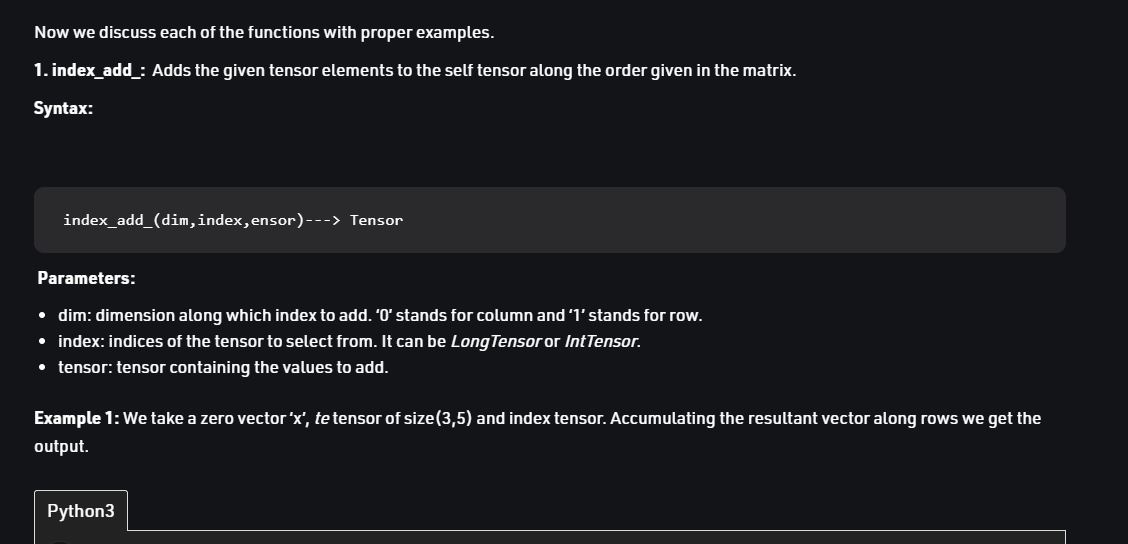 Now we discuss each of the functions with proper examples.
1. index_add_: Adds the given tensor elements to the self tensor along the order given in the matrix.
Syntax:
index_add_(dim,index,ensor)---> Tensor
Parameters:
• dim: dimension along which index to add. ‘0’ stands for column and ‘1’ stands for row.
• index: indices of the tensor to select from. It can be LongTensor or IntTensor.
• tensor: tensor containing the values to add.
Example 1: We take a zero vector ‘x’, te tensor of size(3,5) and index tensor. Accumulating the resultant vector along rows we get the
output.
Python3